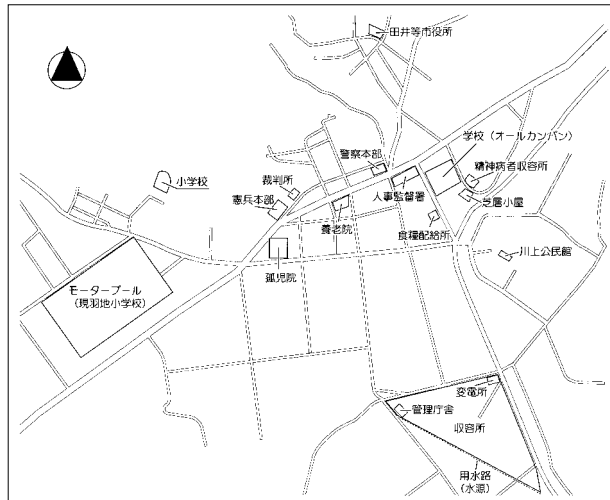 田井等市役所
学校（オールカンバン）
警察本部
精神病者収容所
小学校
裁判所
憲兵本部
人事監督署
芝居小屋
養老院
食糧配給所
川上公民館
孤児院
モータープール
（現羽地小学校）
変電所
管理庁舎
収容所
用水路
（水源）